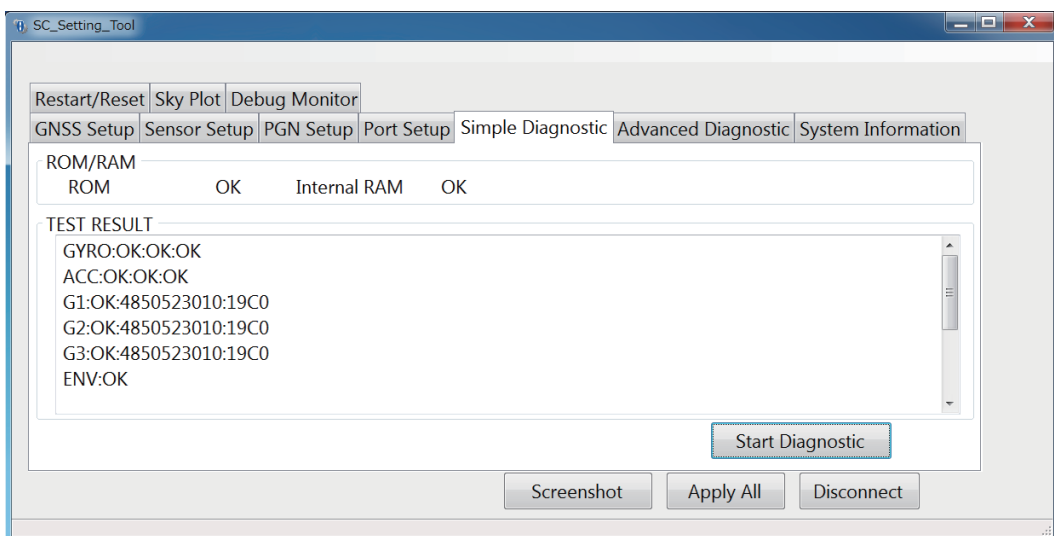 SC_Setting_Tool
Restart/Reset Sky Plot Debug Monitor
GNSS Setup Sensor Setup PGN Setup Port Setup Simple Diagnostic Advanced Diagnostic System Information
ROM/RAM
ROM OK Internal RAM OK
TEST RESULT
GYRO:OK:OK:OK
ACC:OK:OK:OK
G1:OK:4850523010:19C0
G2:OK:4850523010:19C0
G3:OK:4850523010:19C0
ENV:OK
Start Diagnostic
Screenshot Apply All Disconnect